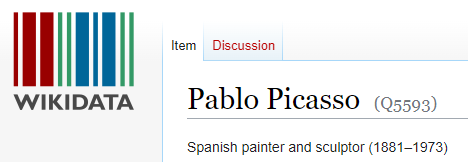 WIKIDATA
Item Discussion
Pablo Picasso (Q5593)
Spanish painter and sculptor (1881–1973)